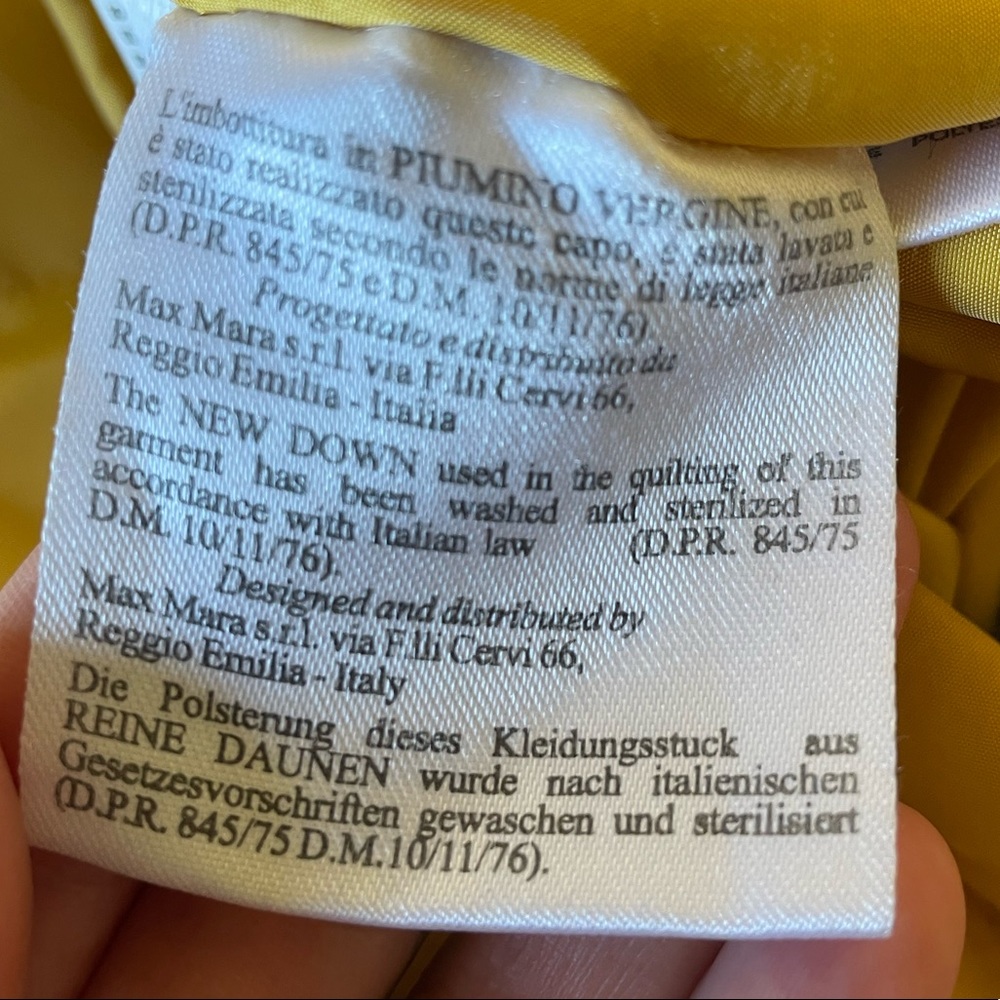 L'imbottitura in PIUMINO VERGINE, con cui
è stato realizzato questo capo, è stata lavata e
sterilizzata secondo le norme di legge italiane
(D.P.R. 845/75 e D.M. 10/11/76).
Progettato e distribuito da
Max Mara s.r.l. via F.lli Cervi 66,
Reggio Emilia - Italia
The NEW DOWN used in the quilting of this
garment has been washed and sterilized in
accordance with Italian law (D.P.R. 845/75
D.M. 10/11/76).
Designed and distributed by
Max Mara s.r.l. via F.lli Cervi 66,
Reggio Emilia - Italy
Die Polsterung dieses Kleidungsstuck aus
REINE DAUNEN wurde nach italienischen
Gesetzesvorschriften gewaschen und sterilisiert
(D.P.R. 845/75 D.M.10/11/76).